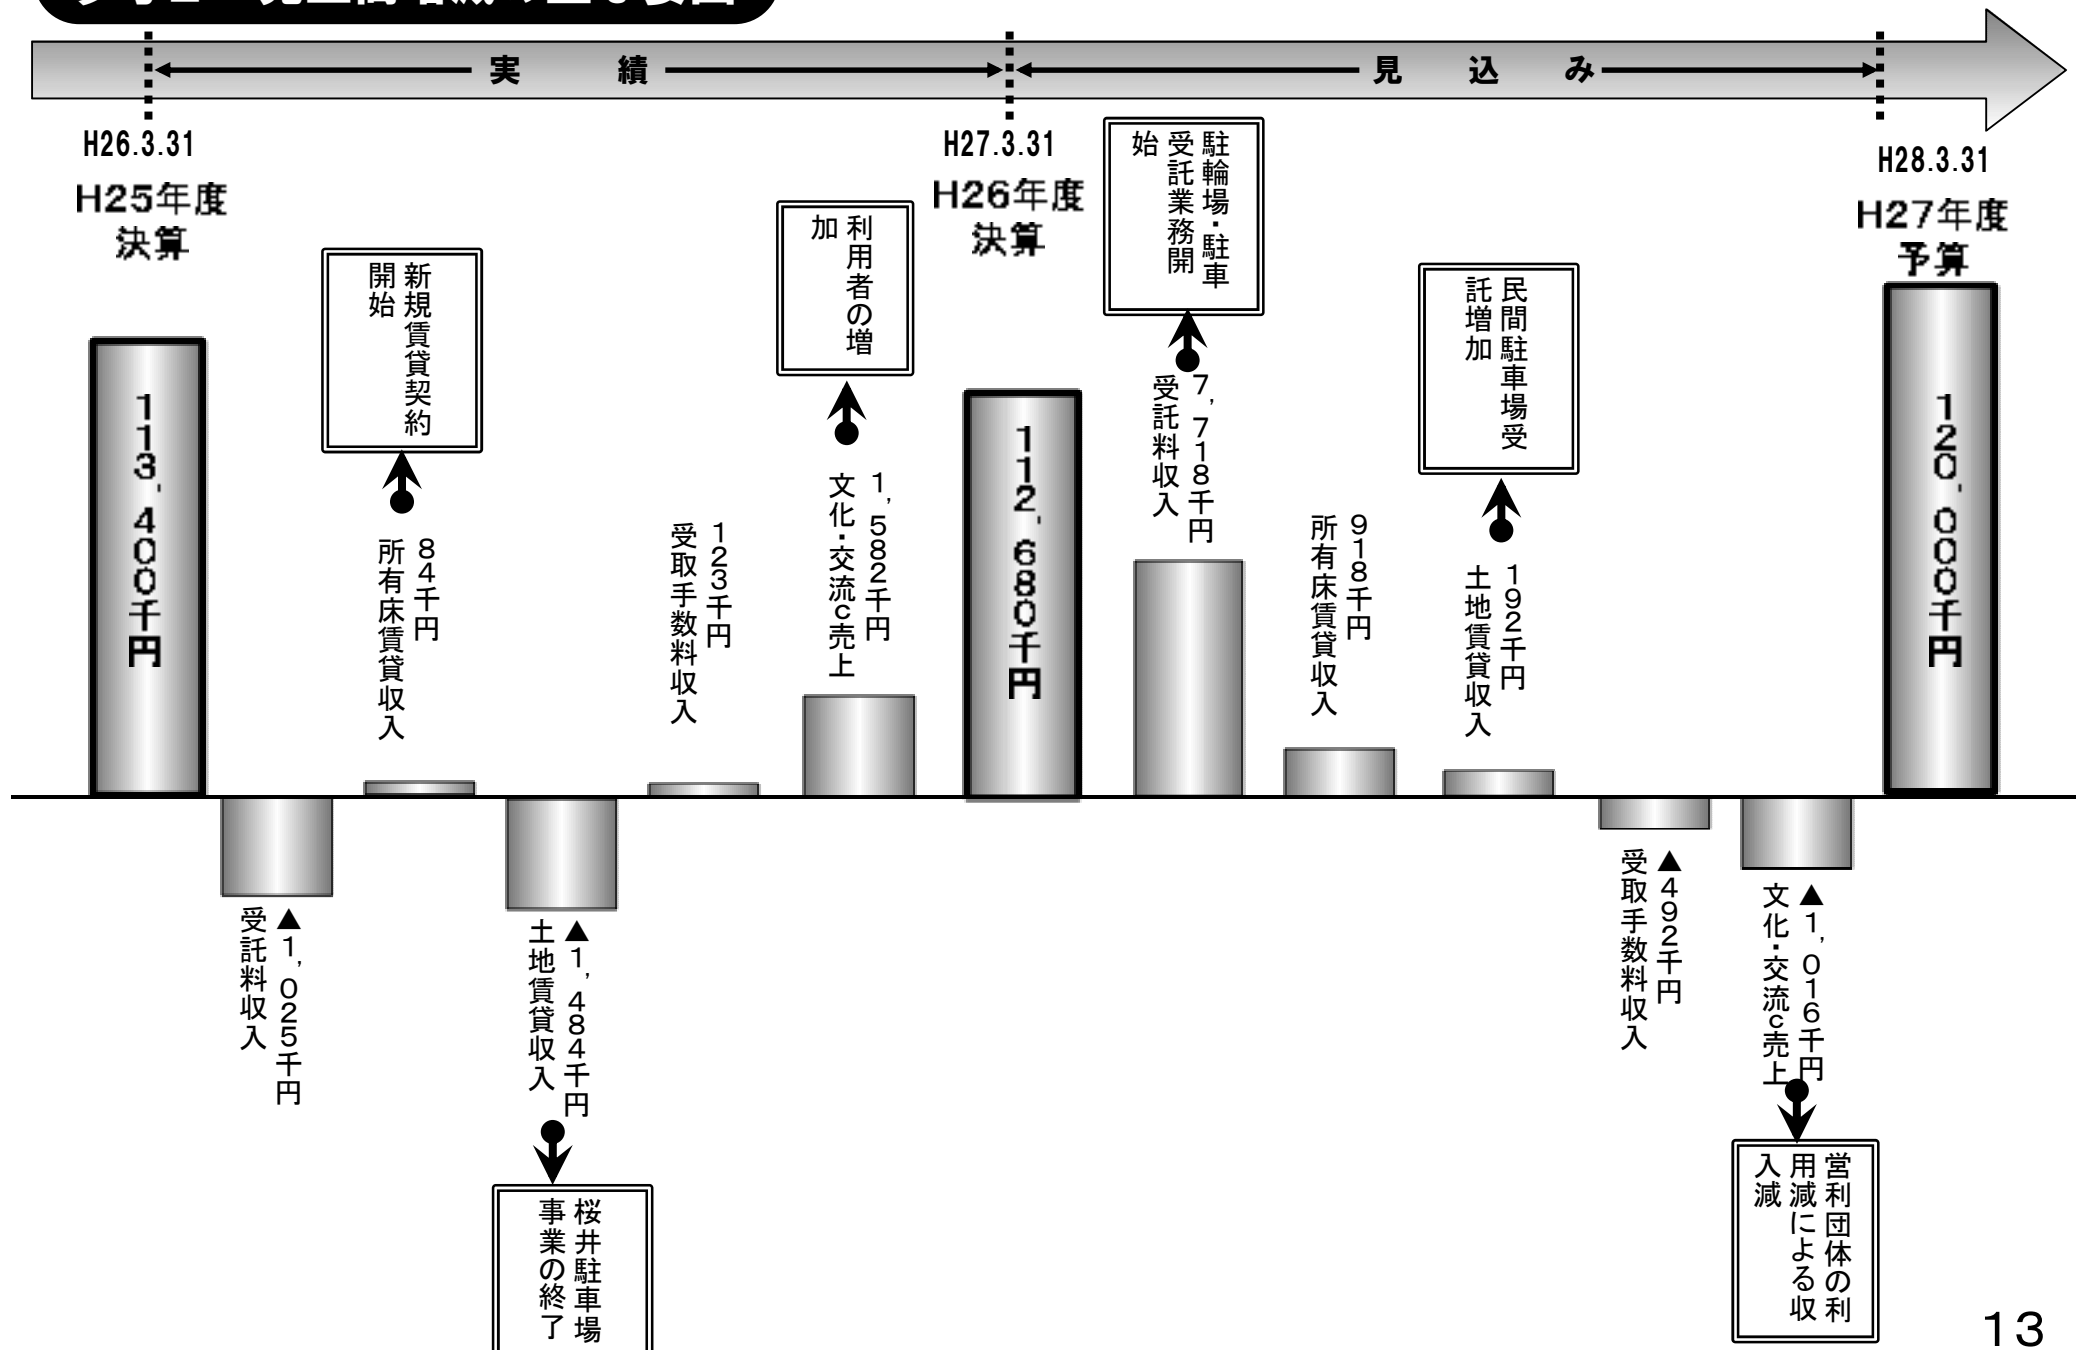 実績
見込み
H26.3.31
H25年度
決算
113,400千円
▲1,025千円
受託料収入
新規賃貸契約
開始
84千円
所有床賃貸収入
▲1,484千円
土地賃貸収入
桜井駐車場
事業の終了
123千円
受取手数料収入
利用者の増
加
1,582千円
文化・交流c売上
H27.3.31
H26年度
決算
112,680千円
駐輪場・駐車
受託業務開
始
7,718千円
受託料収入
918千円
所有床賃貸収入
民間駐車場受
託増加
192千円
土地賃貸収入
▲492千円
受取手数料収入
▲1,016千円
文化・交流c売上
営利団体の利
用減による収
入減
H28.3.31
H27年度
予算
120,000千円
13